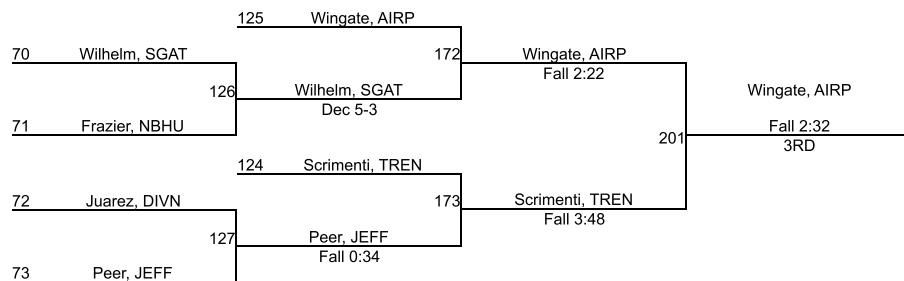 125 Wingate, AIRP
70 Wilhelm, SGAT
172 Wingate, AIRP
Fall 2:22
126 Wilhelm, SGAT
Dec 5-3
Wingate, AIRP
71 Frazier, NBHU
201 Fall 2:32
3RD
124 Scrimenti, TREN
72 Juarez, DIVN
173 Scrimenti, TREN
Fall 3:48
127 Peer, JEFF
Fall 0:34
73 Peer, JEFF